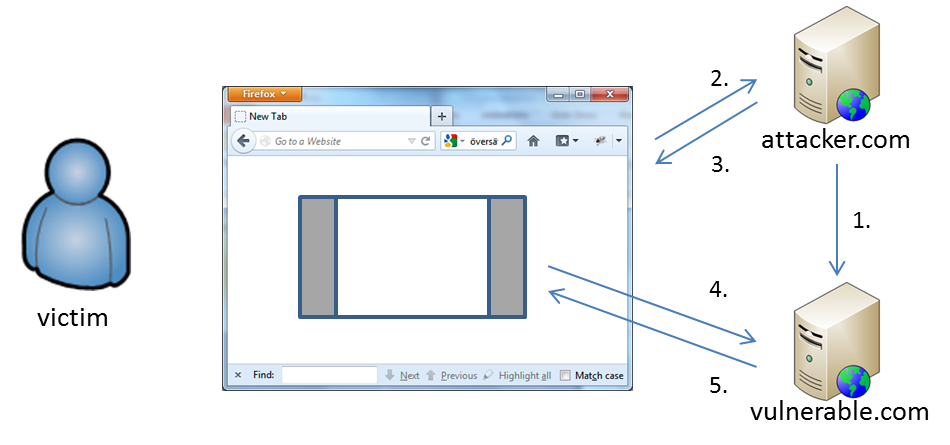 2.
Firefox
New Tab
Go to a Website
översä
attacker.com
3.
1.
victim
4.
5.
vulnerable.com
× Find: Next Previous Highlight all Match case